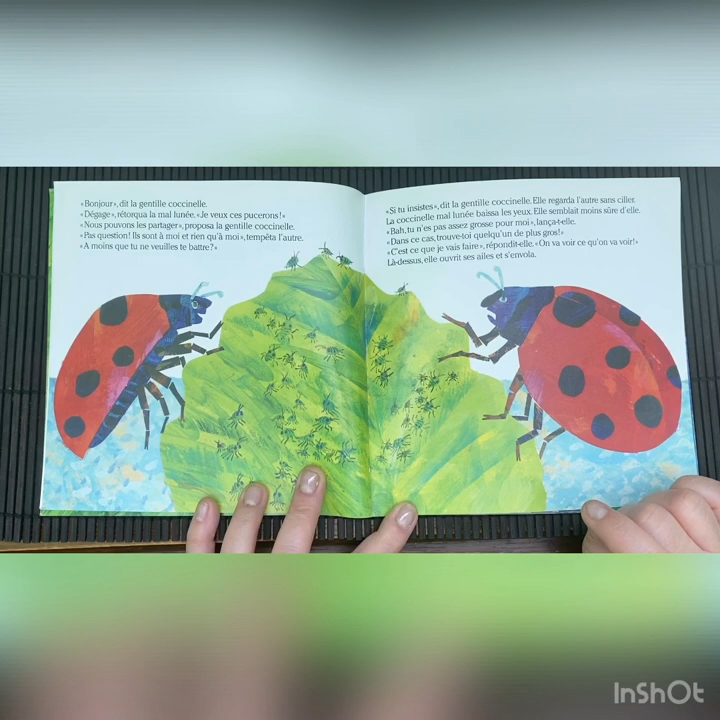 «Bonjour», dit la gentille coccinelle.
«Dégage», rétorqua la mal lunée. «Je veux ces pucerons!»
«Nous pouvons les partager», proposa la gentille coccinelle.
«Pas question! Ils sont à moi et rien qu'à moi», tempêta l'autre.
«A moins que tu ne veuilles te battre?»
«Si tu insistes», dit la gentille coccinelle. Elle regarda l'autre sans ciller.
La coccinelle mal lunée baissa les yeux. Elle semblait moins sûre d'elle.
«Bah, tu n'es pas assez grosse pour moi», lança-t-elle.
«Dans ce cas, trouve-toi quelqu'un de plus gros!»
«C'est ce que je vais faire», répondit-elle. «On va voir ce qu'on va voir!»
Là-dessus, elle ouvrit ses ailes et s'envola.
InShOt